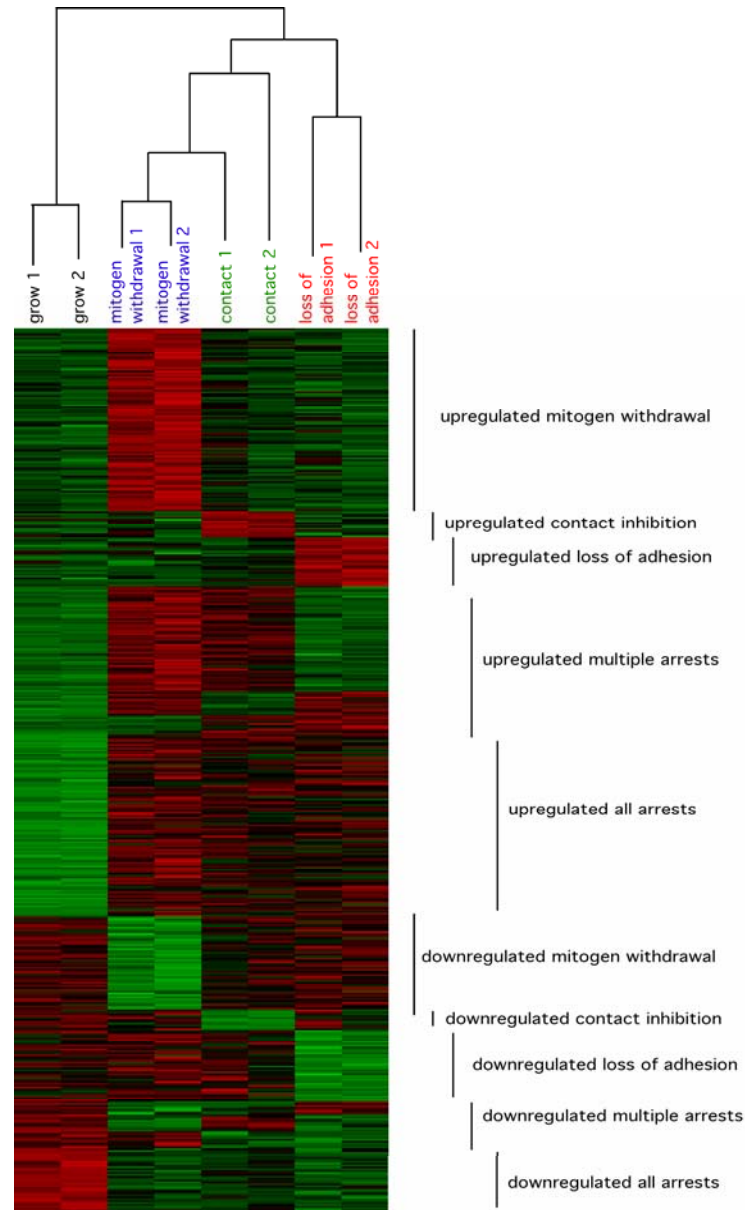 grow 1
grow 2
mitogen
withdrawal 1
mitogen
withdrawal 2
contact 1
contact 2
loss of
adhesion 1
loss of
adhesion 2
upregulated mitogen withdrawal
upregulated contact inhibition
upregulated loss of adhesion
upregulated multiple arrests
upregulated all arrests
downregulated mitogen withdrawal
downregulated contact inhibition
downregulated loss of adhesion
downregulated multiple arrests
downregulated all arrests